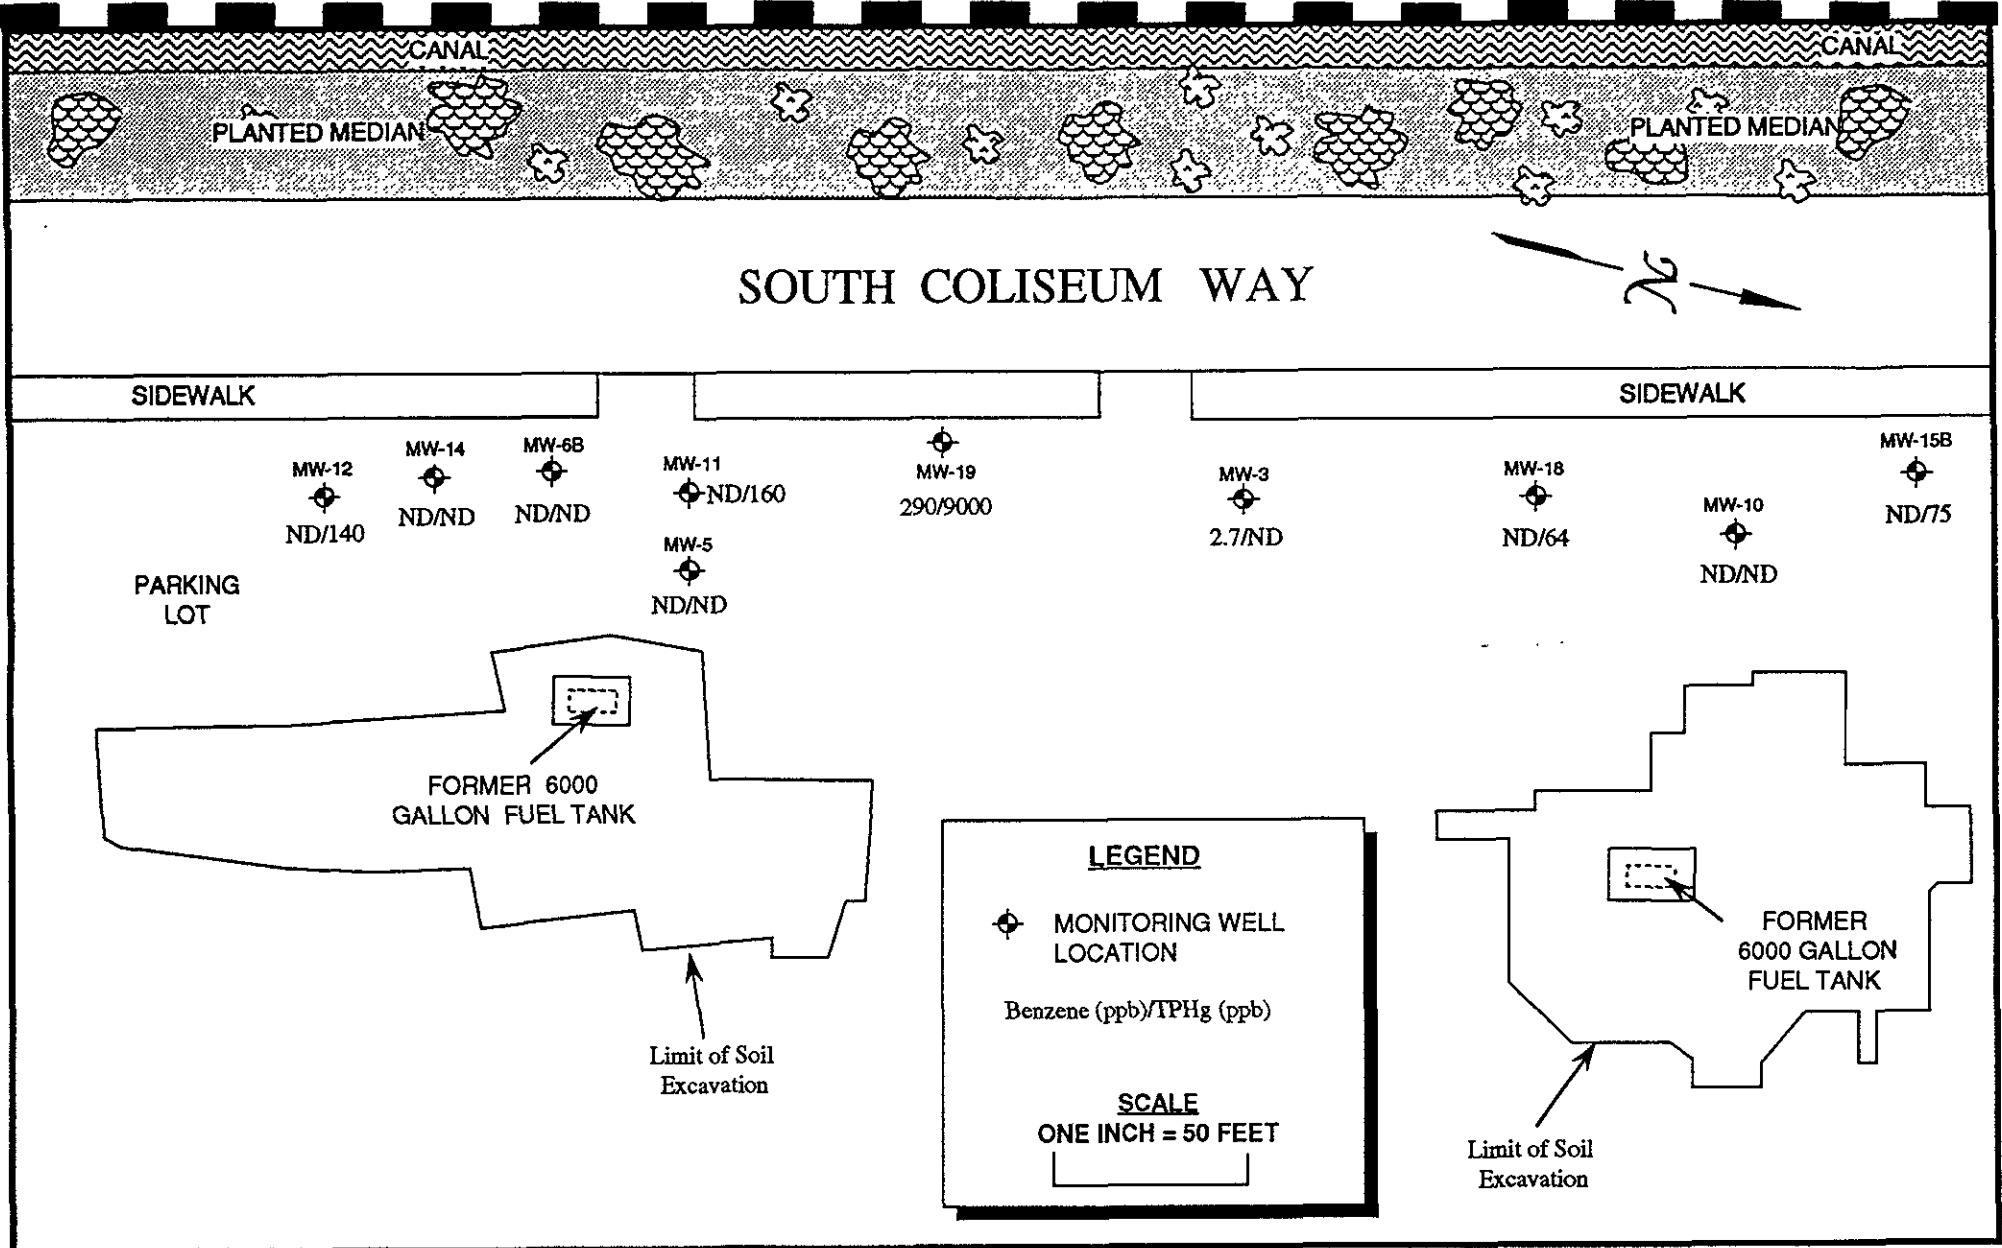 CANAL
CANAL
PLANTED MEDIAN
PLANTED MEDIAN
SOUTH COLISEUM WAY
N
SIDEWALK
SIDEWALK
MW-12
ND/140
MW-14
ND/ND
MW-6B
ND/ND
MW-11
ND/160
MW-5
ND/ND
MW-19
290/9000
MW-3
2.7/ND
MW-18
ND/64
MW-10
ND/ND
MW-15B
ND/75
PARKING
LOT
FORMER 6000
GALLON FUEL TANK
Limit of Soil
Excavation
LEGEND
MONITORING WELL
LOCATION
Benzene (ppb)/TPHg (ppb)
SCALE
ONE INCH = 50 FEET
FORMER
6000 GALLON
FUEL TANK
Limit of Soil
Excavation